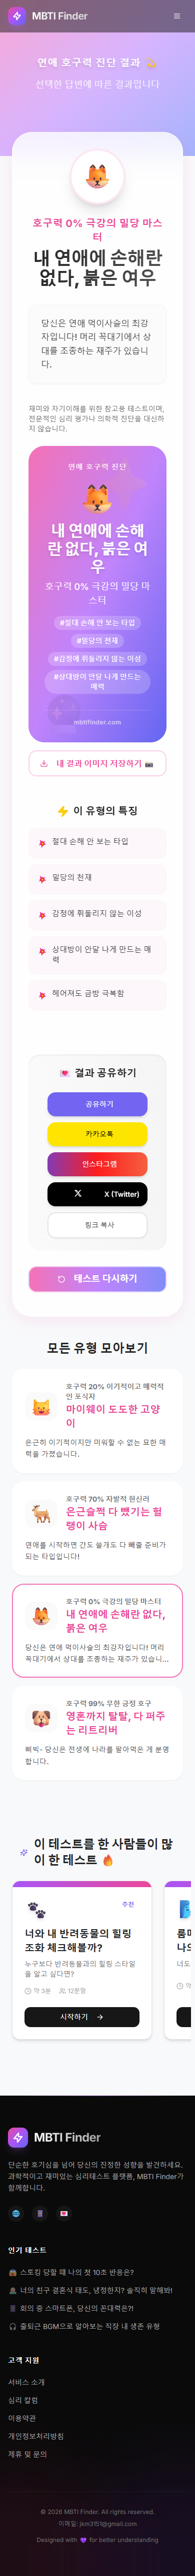 MBTI Finder
연애 호구력 진단 결과
선택한 답변에 따른 결과입니다
호구력 0% 극강의 밀당 마스
터
내 연애에 손해란
없다, 붉은 여우
당신은 연애 먹이사슬의 최강
자입니다! 머리 꼭대기에서 상
대를 조종하는 재주가 있습니
다.
재미와 자기이해를 위한 참고용 테스트이며,
전문적인 심리 평가나 의학적 진단을 대신하
지 않습니다.
연애 호구력 진단
내 연애에 손해
란 없다, 붉은 여
우
호구력 0% 극강의 밀당 마
스터
#절대 손해 안 보는 타입
#밀당의 천재
#감정에 휘둘리지 않는 이성
#상대방이 안달 나게 만드는
매력
mbtifinder.com
내 결과 이미지 저장하기
이 유형의 특징
절대 손해 안 보는 타입
밀당의 천재
감정에 휘둘리지 않는 이성
상대방이 안달 나게 만드는 매
력
헤어져도 금방 극복함
결과 공유하기
공유하기
카카오톡
인스타그램
X (Twitter)
링크 복사
테스트 다시하기
모든 유형 모아보기
호구력 20% 이기적이고 매력적
인 포식자
마이웨이 도도한 고양
이
은근히 이기적이지만 미워할 수 없는 묘한 매
력을 가졌습니다.
호구력 70% 자발적 헌신러
은근슬쩍 다 뺏기는 헐
랭이 사슴
연애를 시작하면 간도 쓸개도 다 빼줄 준비가
되는 타입입니다!
호구력 0% 극강의 밀당 마스터
내 연애에 손해란 없다,
붉은 여우
당신은 연애 먹이사슬의 최강자입니다! 머리
꼭대기에서 상대를 조종하는 재주가 있습니...
호구력 99% 무한 긍정 호구
영혼까지 탈탈, 다 퍼주
는 리트리버
삐빅- 당신은 전생에 나라를 팔아먹은 게 분명
합니다.
이 테스트를 한 사람들이 많
이 한 테스트
추천
너와 내 반려동물의 힐링
조화 체크해볼까?
누구보다 반려동물과의 힐링 스타일
을 알고 싶다면?
약 3분
12문항
시작하기
MBTI Finder
단순한 호기심을 넘어 당신의 진정한 성향을 발견하세요.
과학적이고 재미있는 심리테스트 플랫폼, MBTI Finder가
함께합니다.
인기 테스트
스토킹 당할 때 나의 첫 10초 반응은?
너의 친구 결혼식 태도, 냉정한지? 솔직히 말해봐!
회의 중 스마트폰, 당신의 꼰대력은?!
출퇴근 BGM으로 알아보는 직장 내 생존 유형
고객 지원
서비스 소개
심리 칼럼
이용약관
개인정보처리방침
제휴 및 문의
© 2026 MBTI Finder. All rights reserved.
이메일: jkm3151@gmail.com
Designed with 💜 for better understanding